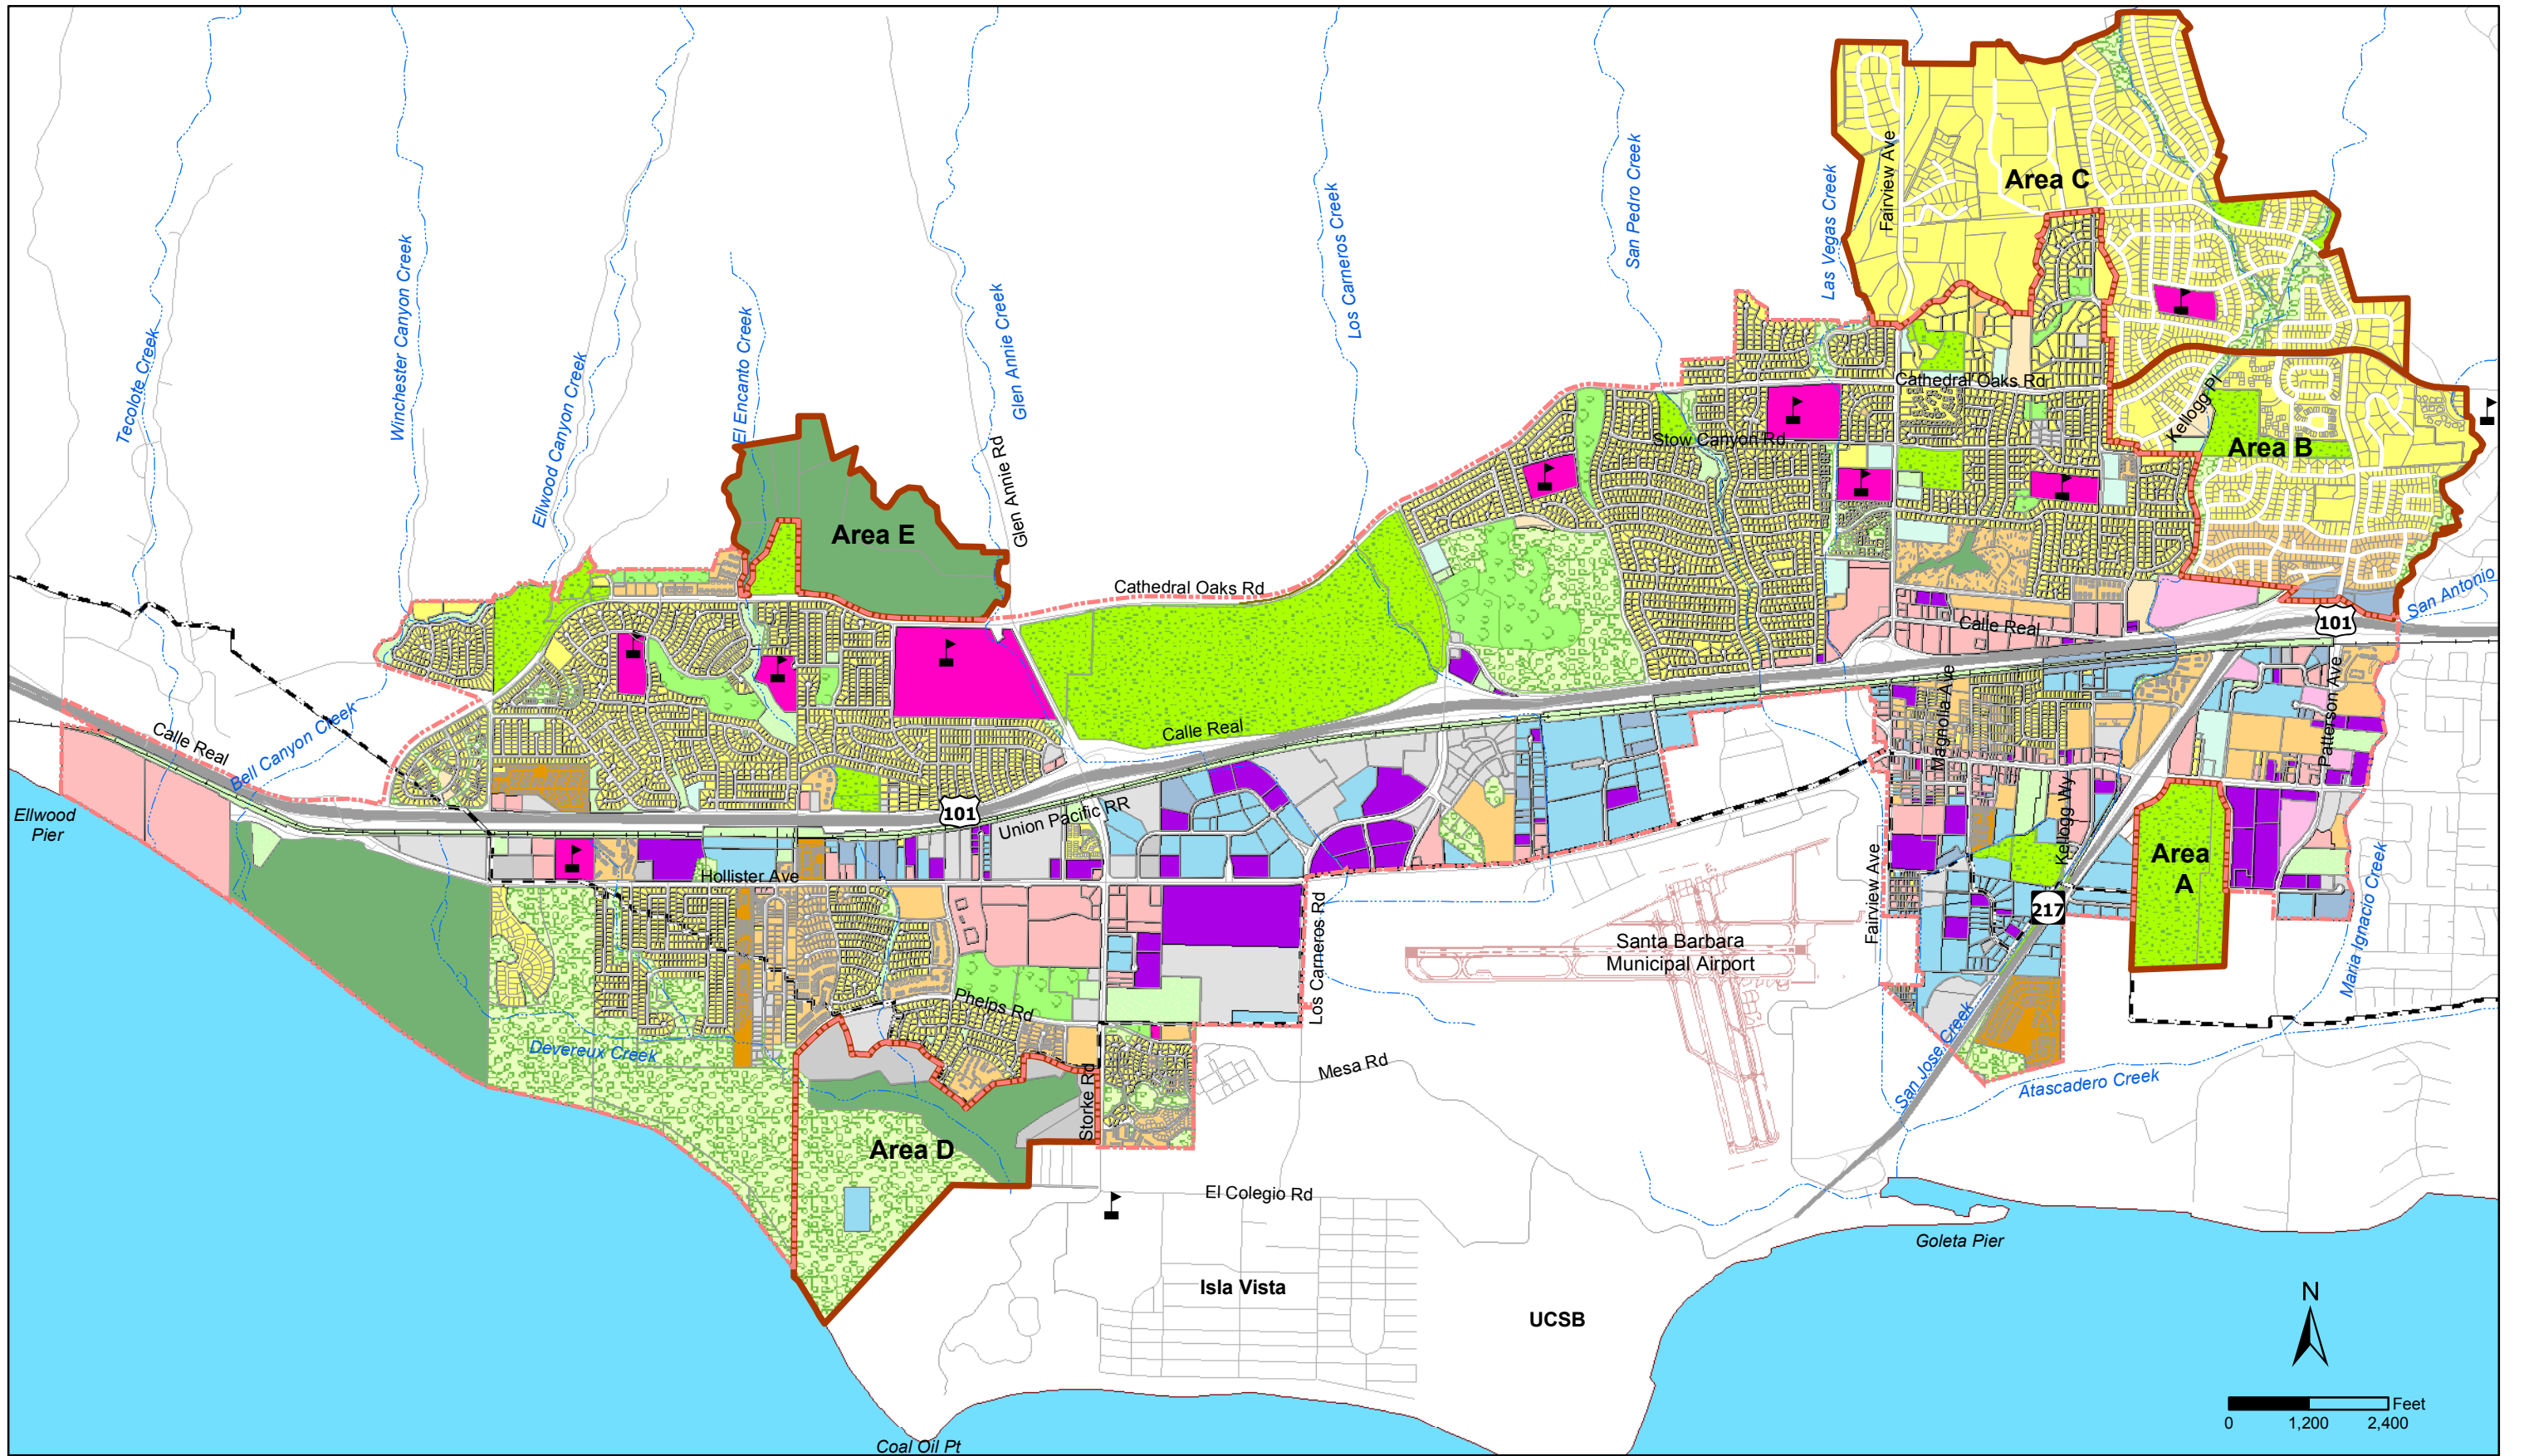 Area C
Fairview Ave
Las Vegas Creek
San Pedro Creek
Los Carneros Creek
Glen Annie Creek
Glen Annie Rd
El Encanto Creek
Ellwood Canyon Creek
Winchester Canyon Creek
Tecolote Creek
Cathedral Oaks Rd
Kellogg Pl
Stow Canyon Rd
Area B
Area E
Cathedral Oaks Rd
San Antonio
101
Calle Real
Patterson Ave
Magnolia Ave
Calle Real
Calle Real
Bell Canyon Creek
Ellwood
Pier
101
Union Pacific RR
Kellogg Wy
Hollister Ave
Area
A
Fairview Ave
Maria Ignacio Creek
217
Los Carneros Rd
Santa Barbara
Municipal Airport
Phelps Rd
Devereux Creek
San Jose Creek
Atascadero Creek
Mesa Rd
Storke Rd
Area D
El Colegio Rd
Goleta Pier
Isla Vista
UCSB
N
Feet
0 1,200 2,400
Coal Oil Pt